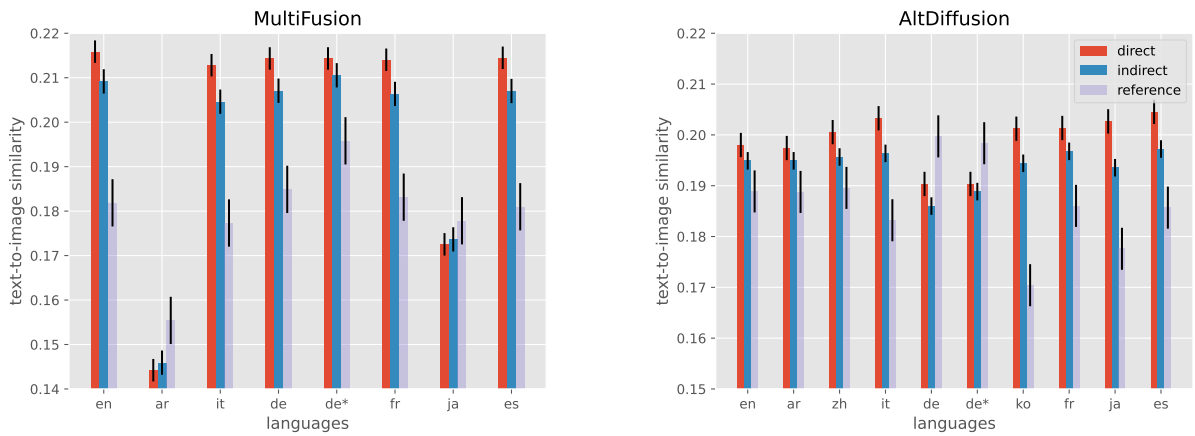 MultiFusion
0.22
0.21
0.20
0.19
0.18
0.17
0.16
0.15
0.14
text-to-image similarity
en ar it de de* fr ja es
languages
AltDiffusion
direct
indirect
reference
0.22
0.21
0.20
0.19
0.18
0.17
0.16
0.15
text-to-image similarity
en ar zh it de de* ko fr ja es
languages